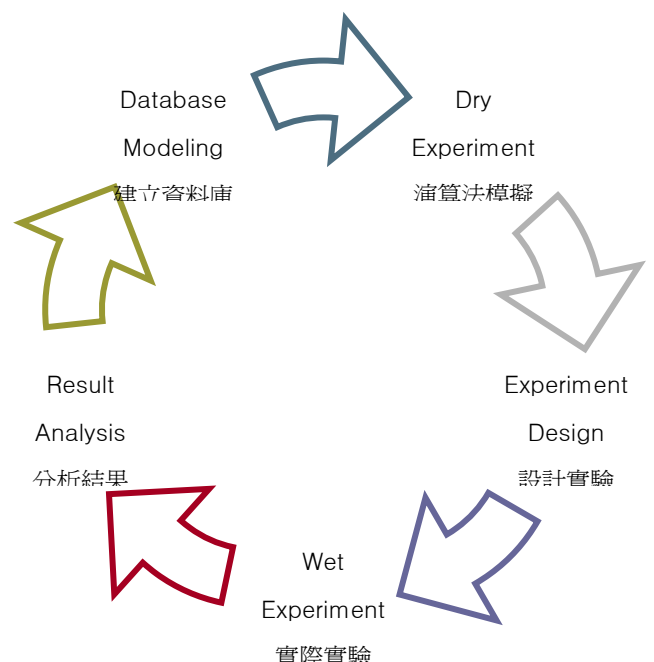 Database
Modeling
建立資料庫
Dry
Experiment
演算法模擬
Experiment
Design
設計實驗
Wet
Experiment
實際實驗
Result
Analysis
分析結果